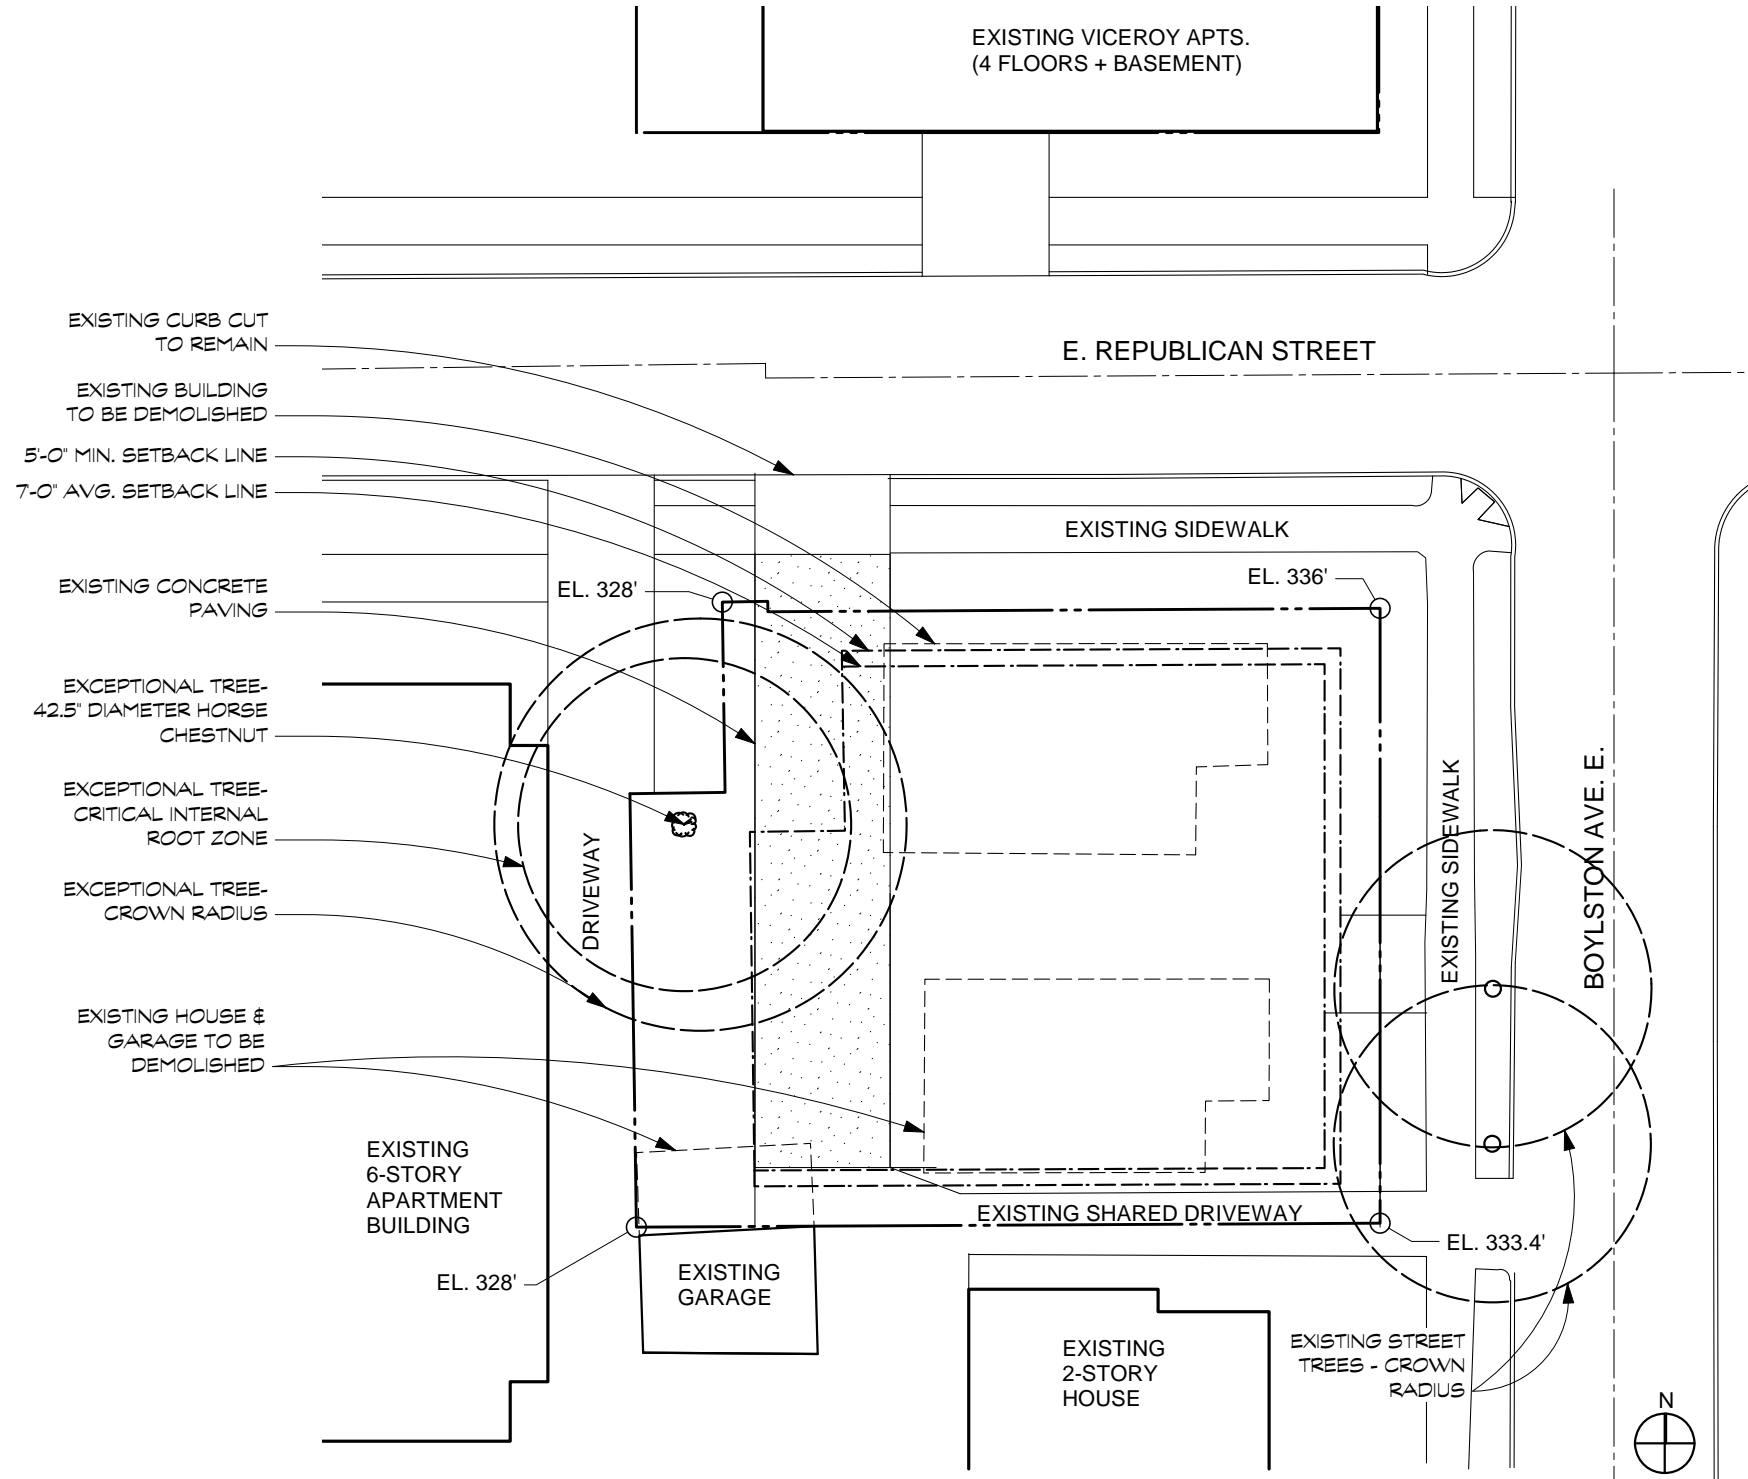 EXISTING VICEROY APTS.
(4 FLOORS + BASEMENT)
EXISTING CURB CUT
TO REMAIN
E. REPUBLICAN STREET
EXISTING BUILDING
TO BE DEMOLISHED
5'-0" MIN. SETBACK LINE
7'-0" AVG. SETBACK LINE
EXISTING SIDEWALK
EXISTING CONCRETE
PAVING
EL. 328'
EL. 336'
EXCEPTIONAL TREE-
42.5" DIAMETER HORSE
CHESTNUT
EXCEPTIONAL TREE-
CRITICAL INTERNAL
ROOT ZONE
EXCEPTIONAL TREE-
CROWN RADIUS
DRIVEWAY
EXISTING SIDEWALK
BOYLSTON AVE. E.
EXISTING HOUSE &
GARAGE TO BE
DEMOLISHED
EXISTING
6-STORY
APARTMENT
BUILDING
EXISTING SHARED DRIVEWAY
EL. 333.4'
EL. 328'
EXISTING
GARAGE
EXISTING
2-STORY
HOUSE
EXISTING STREET
TREES - CROWN
RADIUS
N